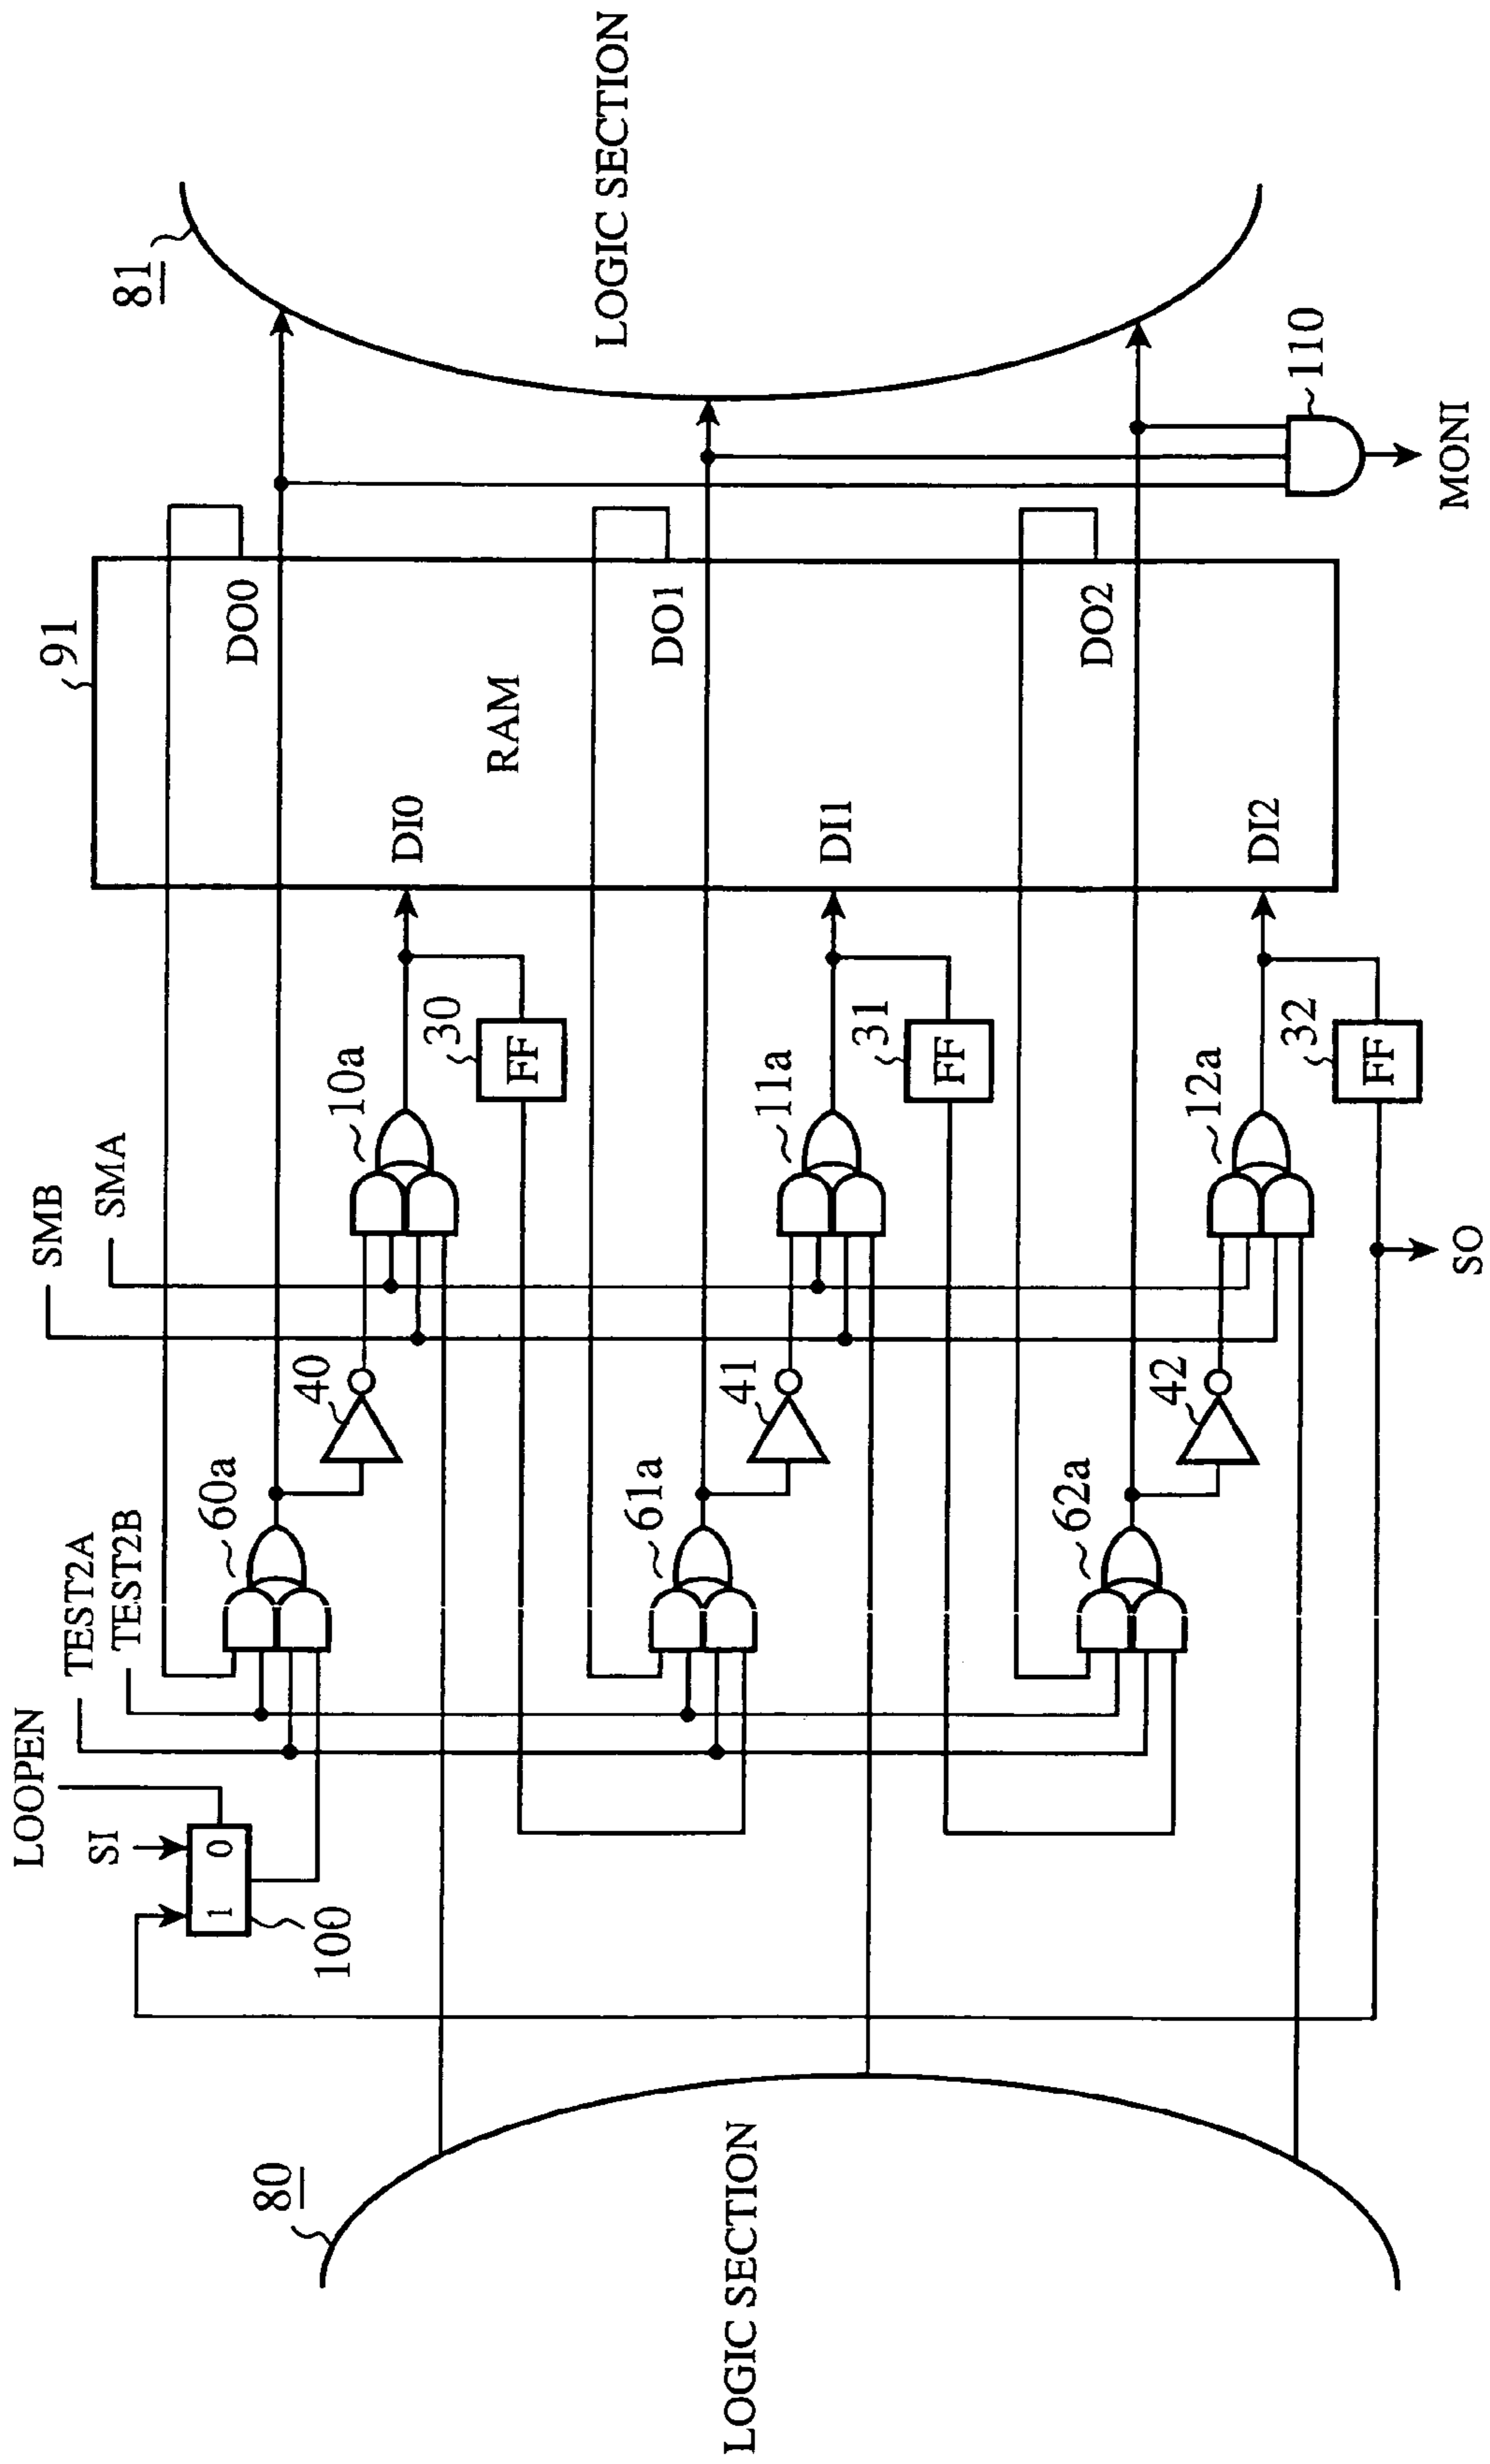 LOOPEN
SI
1 0
100
TEST2A
TEST2B
SMB
SMA
91
81
80
LOGIC SECTION
60a
40
10a
30
FF
DI0
DO0
RAM
LOGIC SECTION
61a
41
11a
31
FF
DI1
DO1
62a
42
12a
32
FF
DI2
DO2
110
SO
MONI